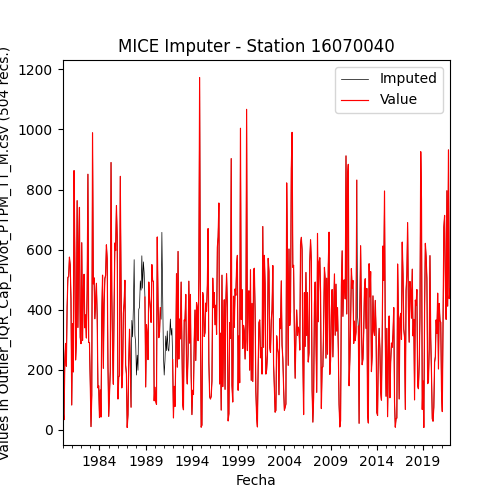 MICE Imputer - Station 16070040
Values in Outlier_IQR_Cap_Pivot_PTPM_TT_M.csv (504 recs.)
1200
1000
800
600
400
200
0
Imputed
Value
1984 1989 1994 1999 2004 2009 2014 2019
Fecha